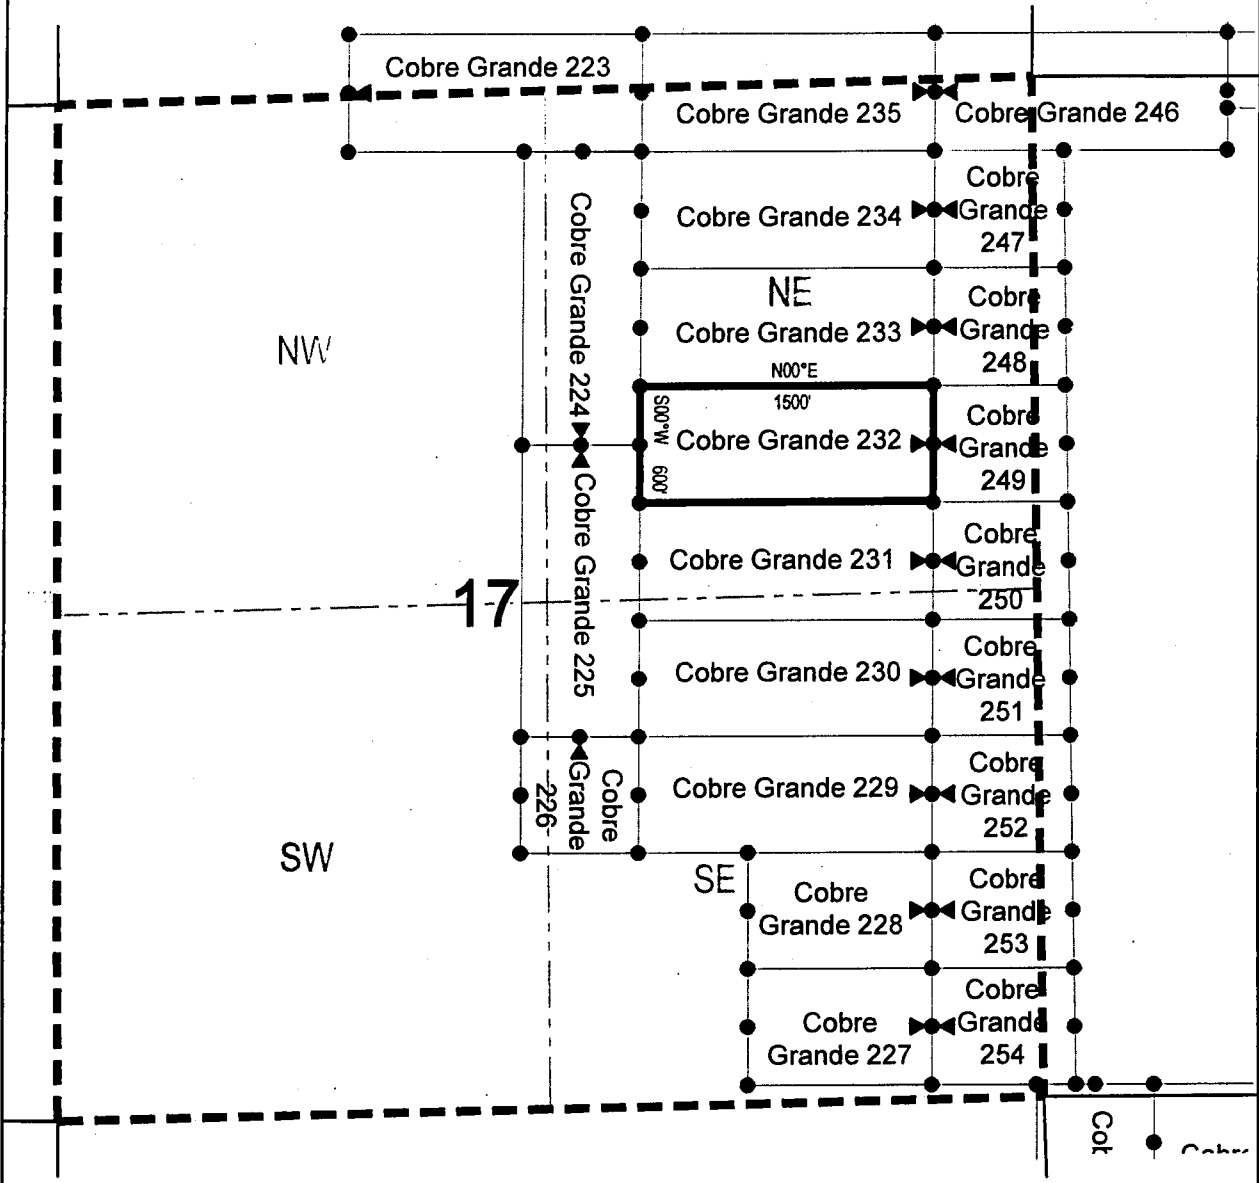 Cobre Grande 223
Cobre Grande 235
Cobre Grande 246
Cobre Grande 224
Cobre Grande 234
Cobre
Grande
247
NE
NW
Cobre Grande 233
Cobre
Grande
248
N00°E
1500'
S00°W
600'
Cobre Grande 232
Cobre
Grande
249
Cobre Grande 225
Cobre Grande 231
Cobre
Grande
250
17
Cobre Grande 230
Cobre
Grande
251
Cobre
Grande
226
Cobre Grande 229
Cobre
Grande
252
SW
SE
Cobre
Grande 228
Cobre
Grande
253
Cobre
Grande 227
Cobre
Grande
254
Cob